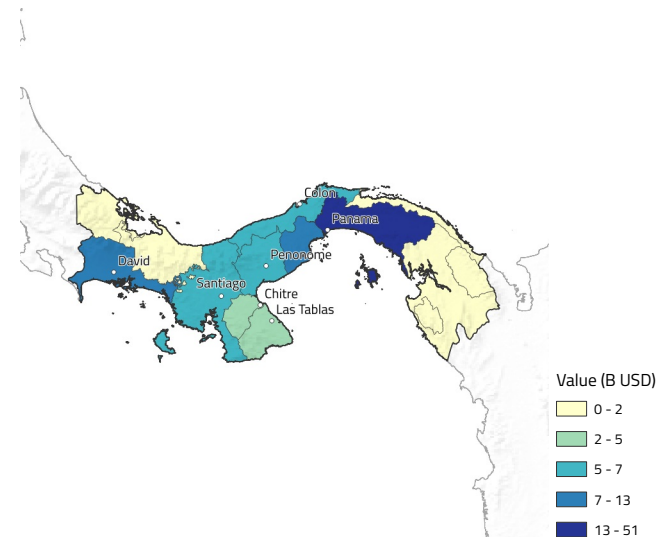 Colon
Panama
David
Penonome
Santiago
Chitre
Las Tablas
Value (B USD)
0 - 2
2 - 5
5 - 7
7 - 13
13 - 51